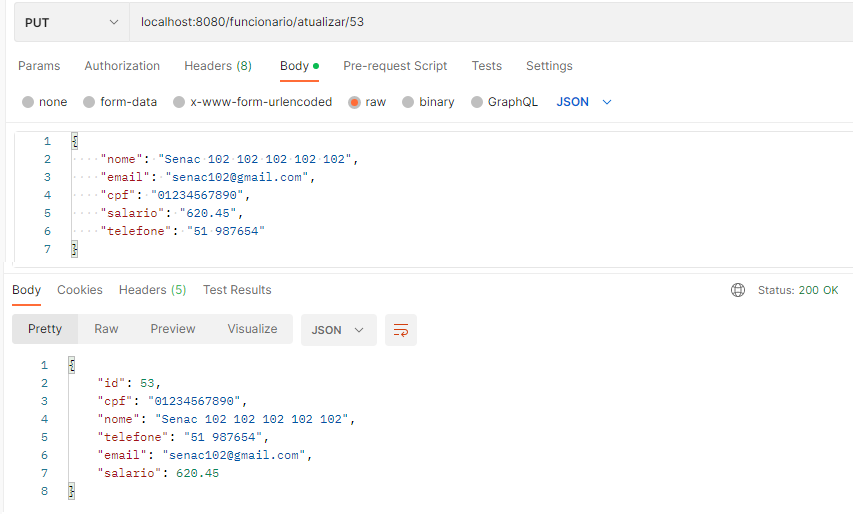 PUT localhost:8080/funcionario/atualizar/53
Params Authorization Headers (8) Body Pre-request Script Tests Settings
none form-data x-www-form-urlencoded raw binary GraphQL JSON
1 {
2 "nome": "Senac 102 102 102 102 102",
3 "email": "senac102@gmail.com",
4 "cpf": "01234567890",
5 "salario": "620.45",
6 "telefone": "51 987654"
7 }
Body Cookies Headers (5) Test Results Status: 200 OK
Pretty Raw Preview Visualize JSON
1 {
2 "id": 53,
3 "cpf": "01234567890",
4 "nome": "Senac 102 102 102 102 102",
5 "telefone": "51 987654",
6 "email": "senac102@gmail.com",
7 "salario": 620.45
8 }